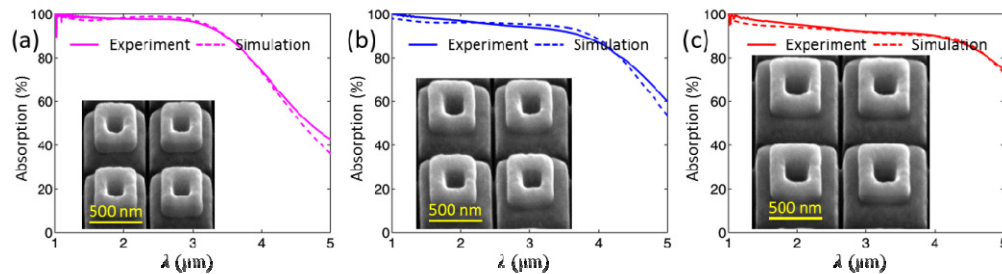 (a)
Absorption (%)
100
80
60
40
20
0
Experiment
Simulation
500 nm
1
2
3
4
5
λ (μm)
(b)
Absorption (%)
100
80
60
40
20
0
Experiment
Simulation
500 nm
1
2
3
4
5
λ (μm)
(c)
Absorption (%)
100
80
60
40
20
0
Experiment
Simulation
500 nm
1
2
3
4
5
λ (μm)